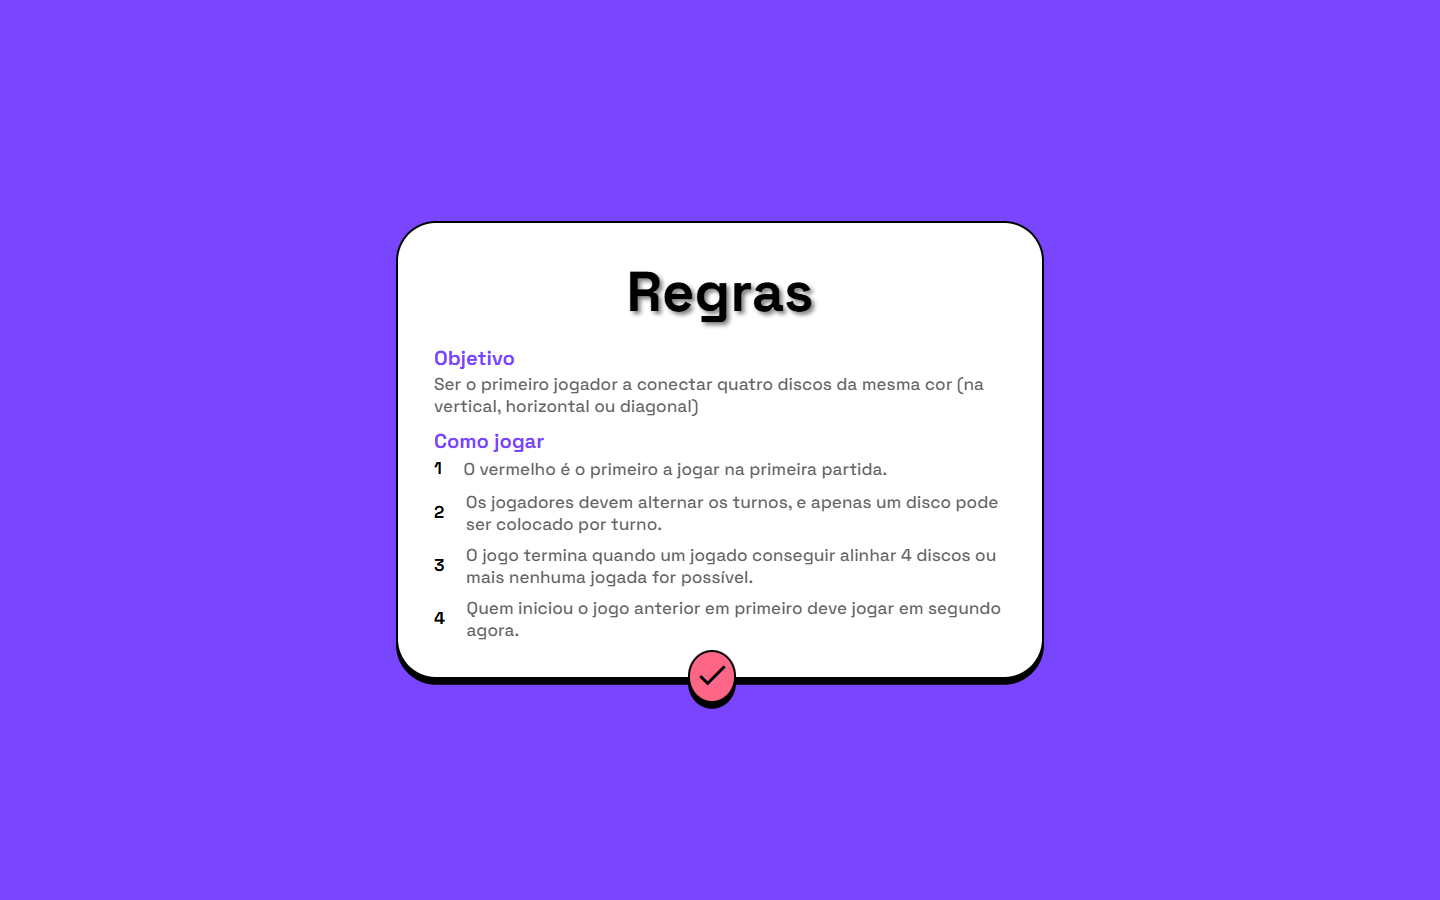 Regras
Objetivo
Ser o primeiro jogador a conectar quatro discos da mesma cor (na
vertical, horizontal ou diagonal)
Como jogar
1 O vermelho é o primeiro a jogar na primeira partida.
2 Os jogadores devem alternar os turnos, e apenas um disco pode
ser colocado por turno.
3 O jogo termina quando um jogado conseguir alinhar 4 discos ou
mais nenhuma jogada for possível.
4 Quem iniciou o jogo anterior em primeiro deve jogar em segundo
agora.